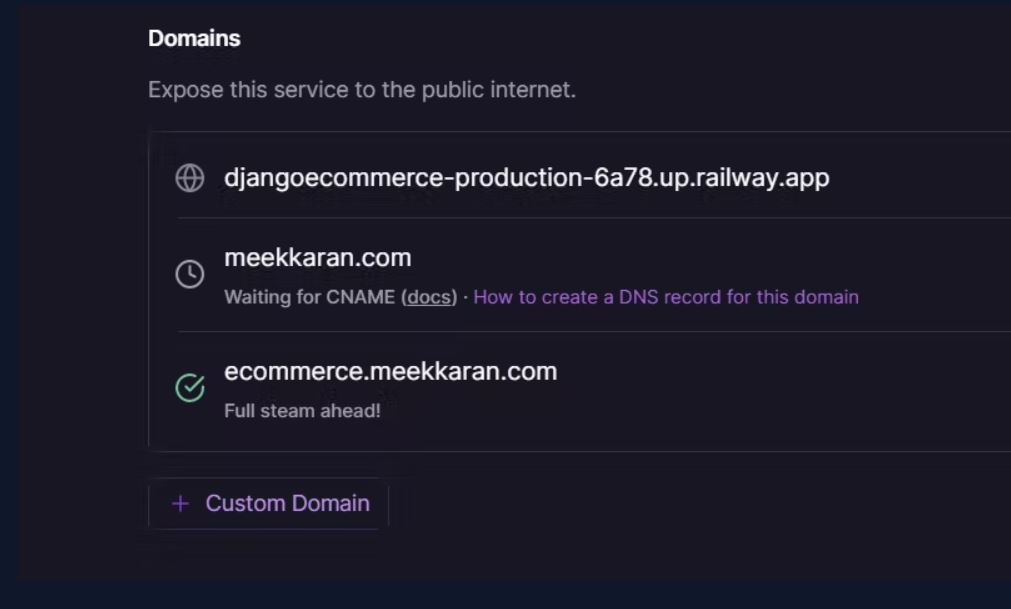 Domains
Expose this service to the public internet.
djangoecommerce-production-6a78.up.railway.app
meekkaran.com
Waiting for CNAME (docs) · How to create a DNS record for this domain
ecommerce.meekkaran.com
Full steam ahead!
+ Custom Domain